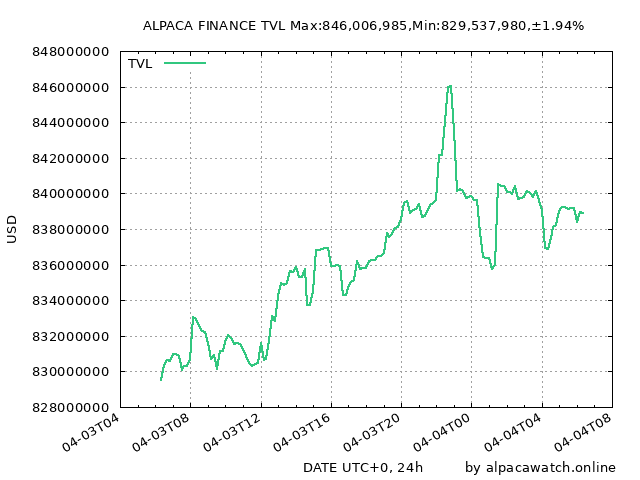 ALPACA FINANCE TVL Max:846,006,985,Min:829,537,980,±1.94%
848000000
TVL
846000000
844000000
842000000
840000000
838000000
836000000
834000000
832000000
830000000
828000000
USD
04-03T04
04-03T08
04-03T12
04-03T16
04-03T20
04-04T00
04-04T04
04-04T08
DATE UTC+0, 24h
by alpacawatch.online